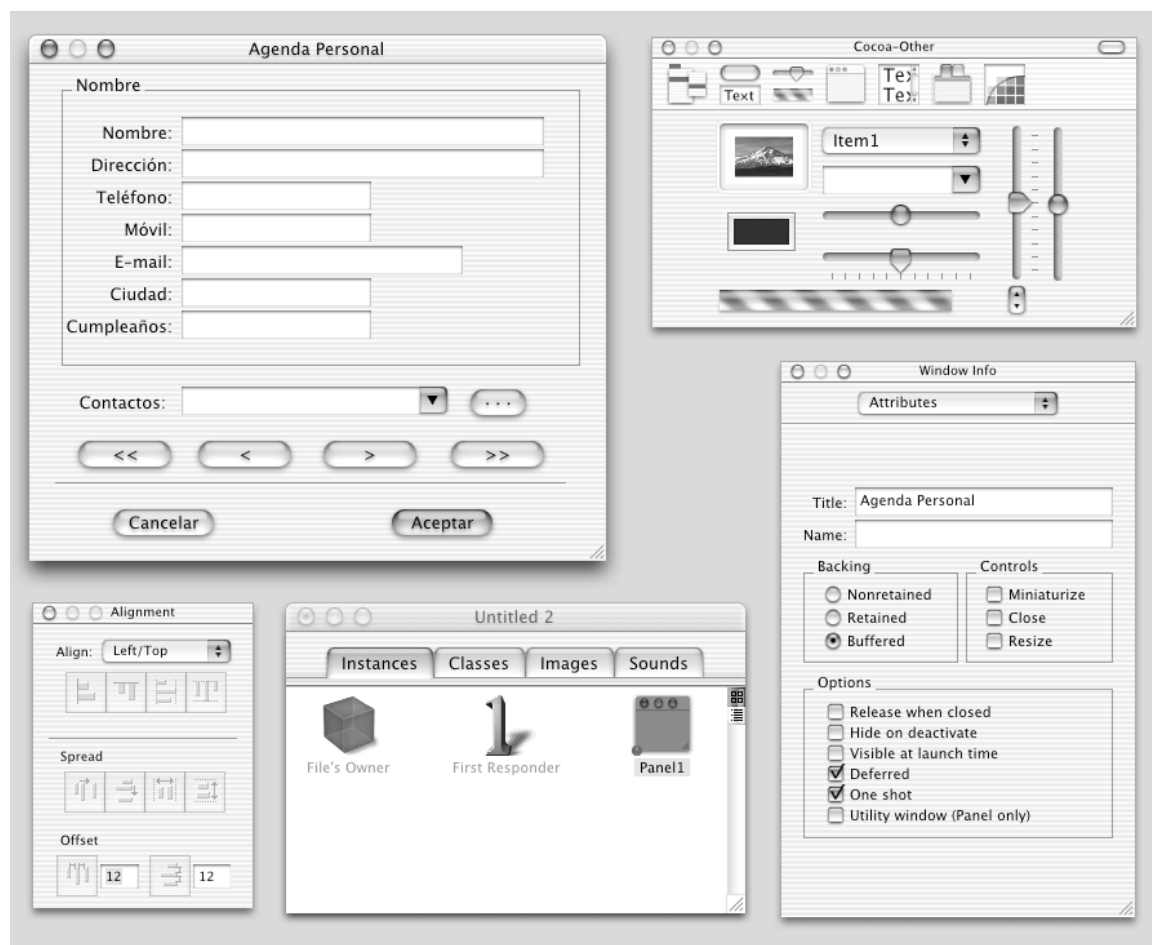 Agenda Personal
Nombre
Nombre:
Dirección:
Teléfono:
Móvil:
E-mail:
Ciudad:
Cumpleaños:
Contactos:
...
<< < > >>
Cancelar Aceptar
Cocoa-Other
Text
Tex
Tex
Item1
Window Info
Attributes
Title: Agenda Personal
Name:
Backing
Nonretained
Retained
Buffered
Controls
Miniaturize
Close
Resize
Options
Release when closed
Hide on deactivate
Visible at launch time
Deferred
One shot
Utility window (Panel only)
Alignment
Align: Left/Top
Spread
Offset
12 12
Untitled 2
Instances Classes Images Sounds
1
File's Owner First Responder Panel1